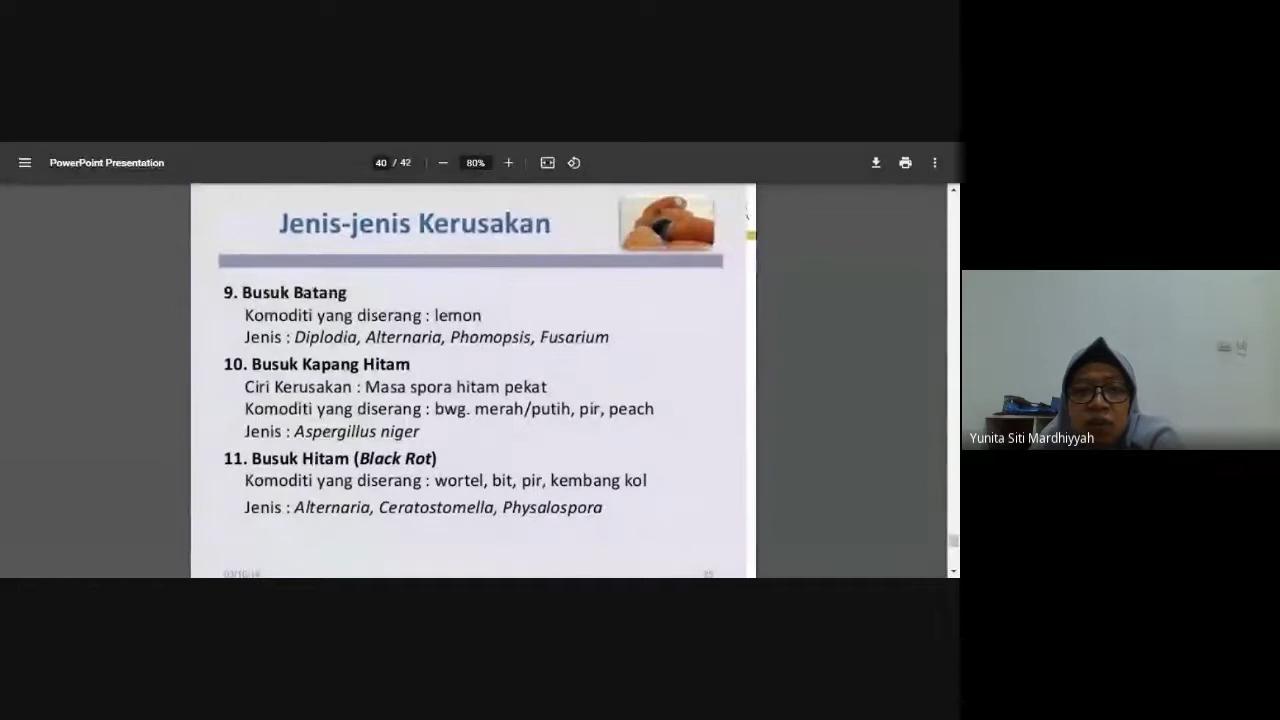 PowerPoint Presentation
40 / 42
80%
Jenis-jenis Kerusakan
9. Busuk Batang
Komoditi yang diserang : lemon
Jenis : Diplodia, Alternaria, Phomopsis, Fusarium
10. Busuk Kapang Hitam
Ciri Kerusakan : Masa spora hitam pekat
Komoditi yang diserang : bwg. merah/putih, pir, peach
Jenis : Aspergillus niger
11. Busuk Hitam (Black Rot)
Komoditi yang diserang : wortel, bit, pir, kembang kol
Jenis : Alternaria, Ceratostomella, Physalospora
Yunita Siti Mardhiyyah